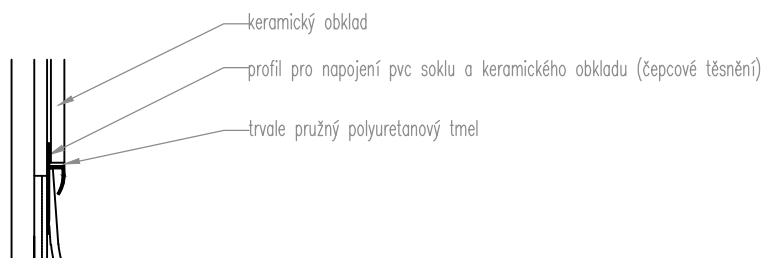 keramický obklad
profil pro napojení pvc soklu a keramického obkladu (čepcové těsnění)
trvale pružný polyuretanový tmel